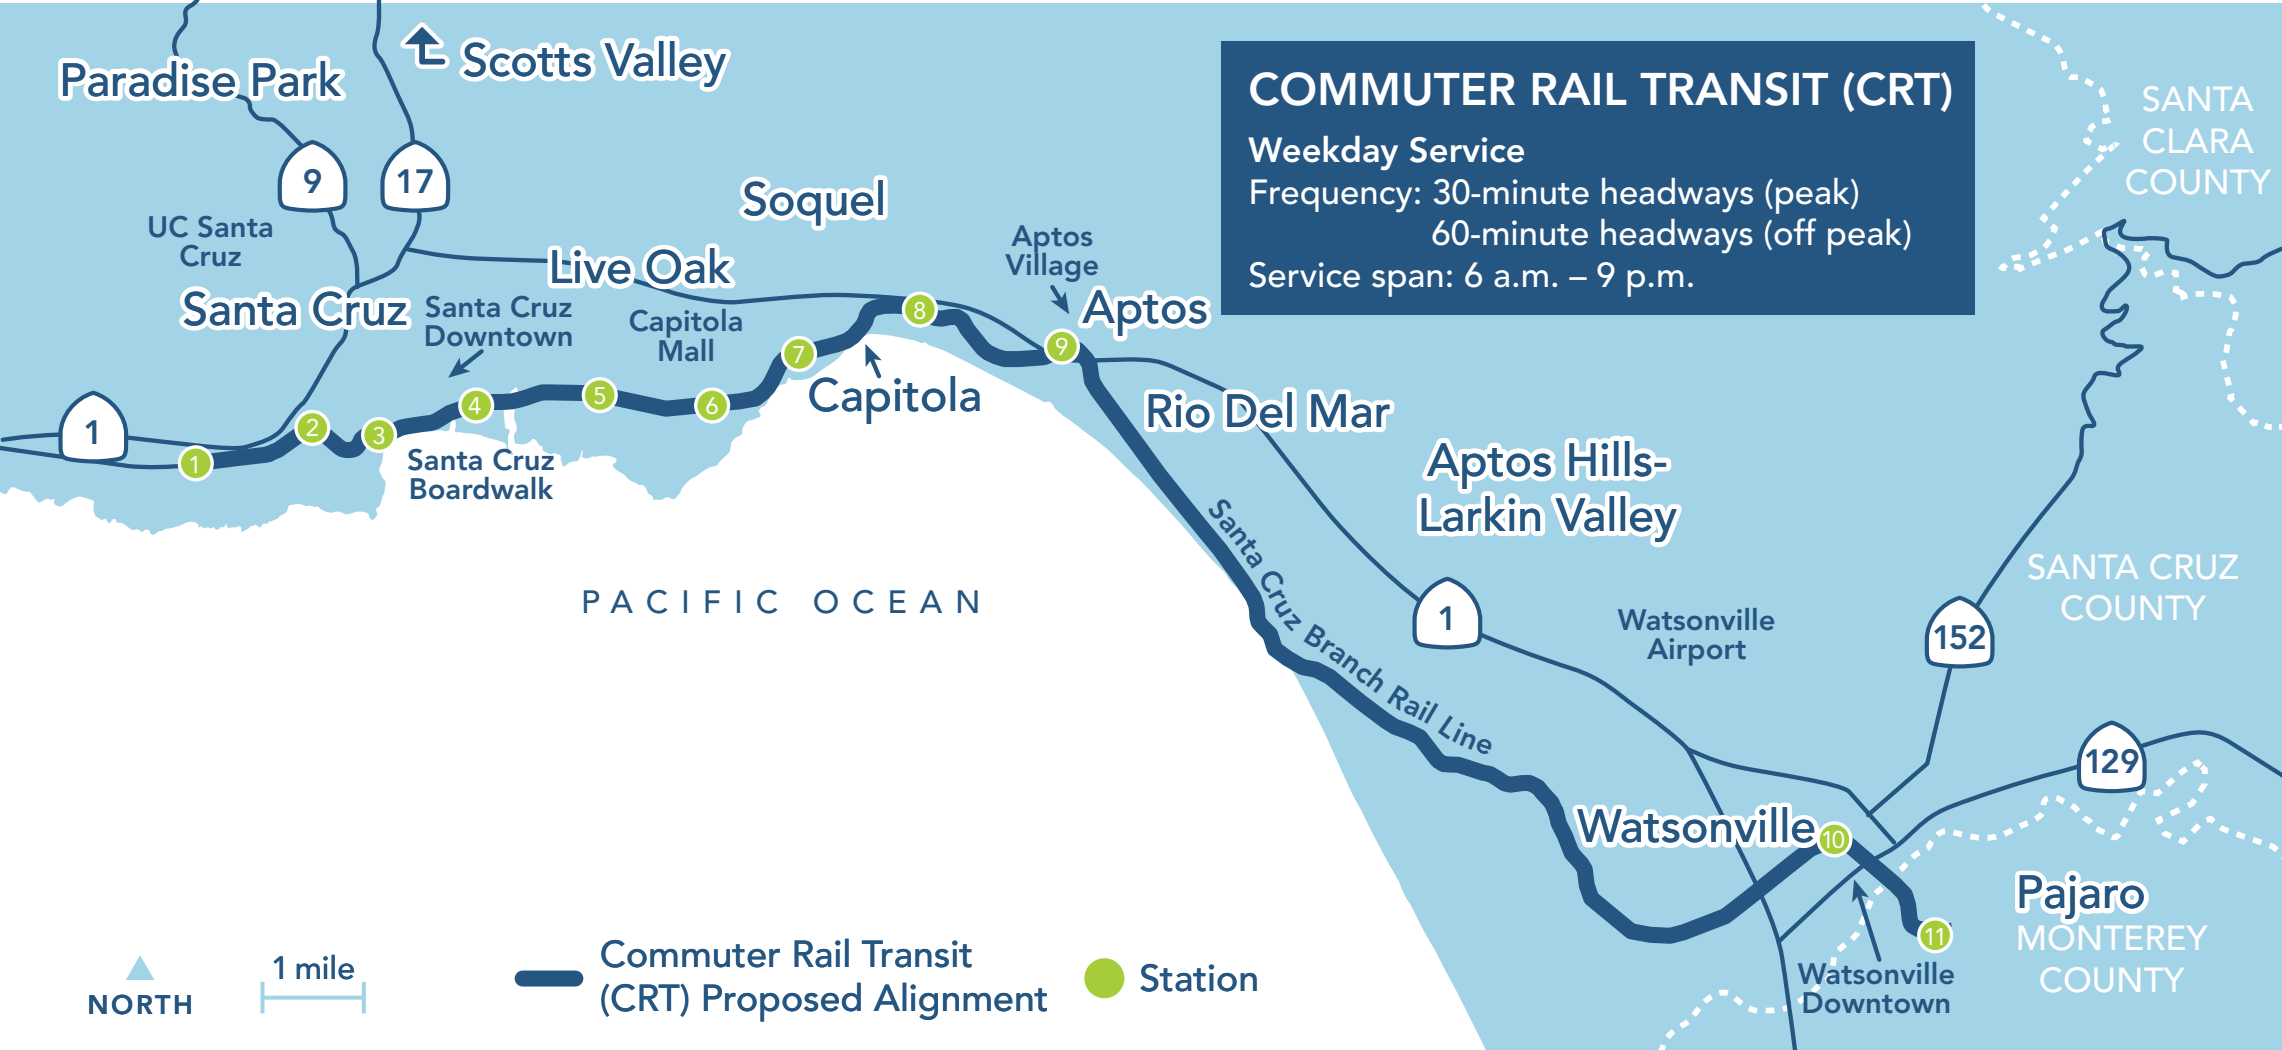 Scotts Valley
Paradise Park
COMMUTER RAIL TRANSIT (CRT)
Weekday Service
Frequency: 30-minute headways (peak)
60-minute headways (off peak)
Service span: 6 a.m. – 9 p.m.
SANTA
CLARA
COUNTY
9
17
Soquel
UC Santa
Cruz
Aptos
Village
Live Oak
Santa Cruz
Santa Cruz
Downtown
Capitola
Mall
Aptos
Capitola
Rio Del Mar
1
1
2
3
4
5
6
7
8
9
Santa Cruz
Boardwalk
Aptos Hills-
Larkin Valley
Santa Cruz Branch Rail Line
PACIFIC OCEAN
SANTA CRUZ
COUNTY
1
Watsonville
Airport
152
129
Watsonville
10
11
Pajaro
MONTEREY
COUNTY
Watsonville
Downtown
NORTH
1 mile
Commuter Rail Transit
(CRT) Proposed Alignment
Station